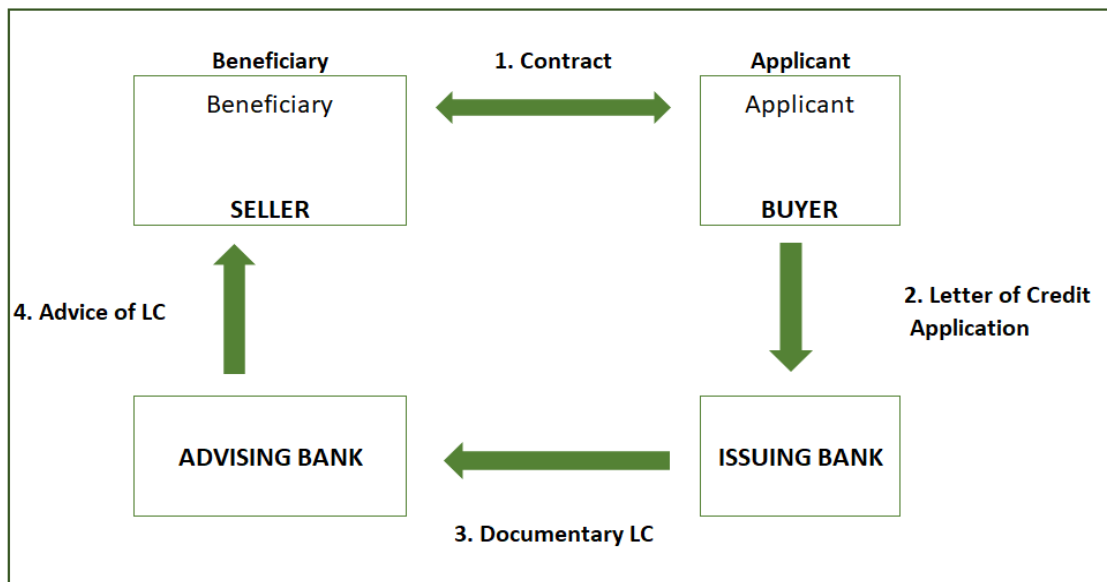 Beneficiary
1. Contract
Applicant
Beneficiary
Applicant
SELLER
BUYER
4. Advice of LC
2. Letter of Credit
Application
ADVISING BANK
ISSUING BANK
3. Documentary LC